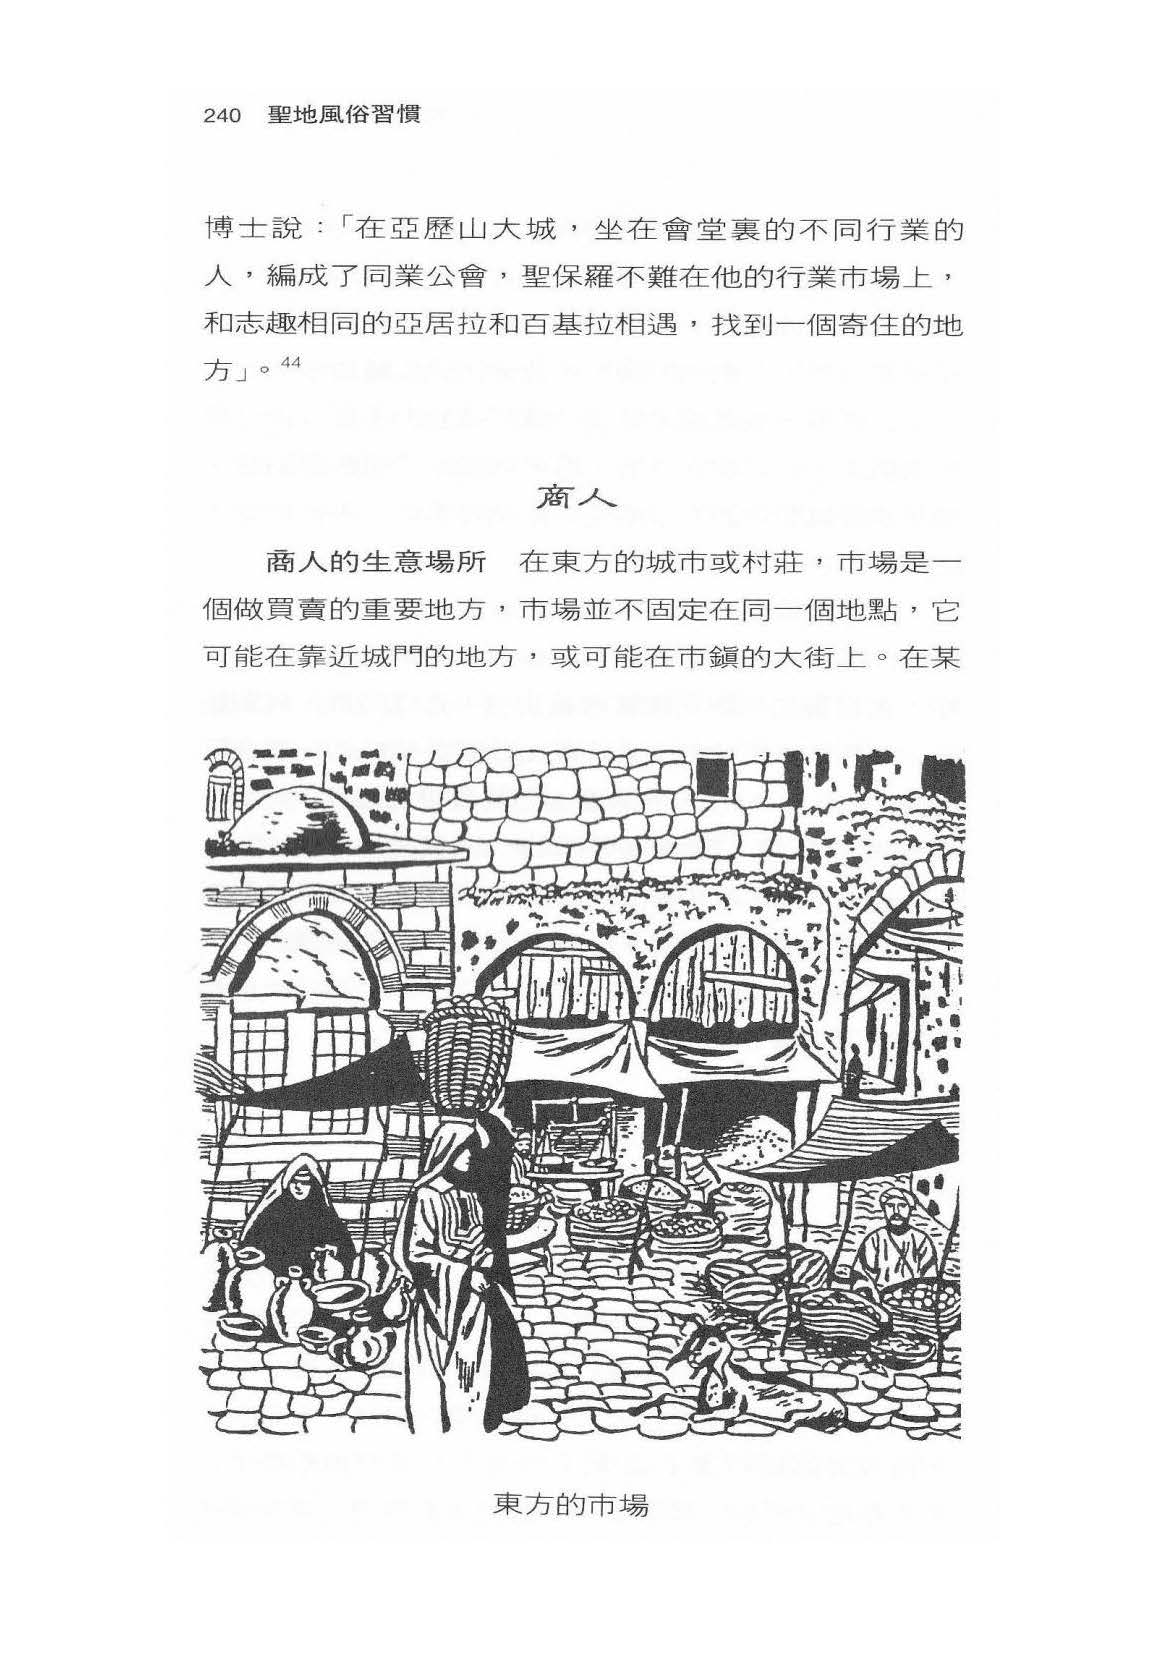 240 聖地風俗習慣
博士說：「在亞歷山大城，坐在會堂裏的不同行業的
人，編成了同業公會，聖保羅不難在他的行業市場上，
和志趣相同的亞居拉和百基拉相遇，找到一個寄住的地
方」。44
商人
商人的生意場所 在東方的城市或村莊，市場是一
個做買賣的重要地方，市場並不固定在同一個地點，它
可能在靠近城門的地方，或可能在市鎮的大街上。在某
東方的市場